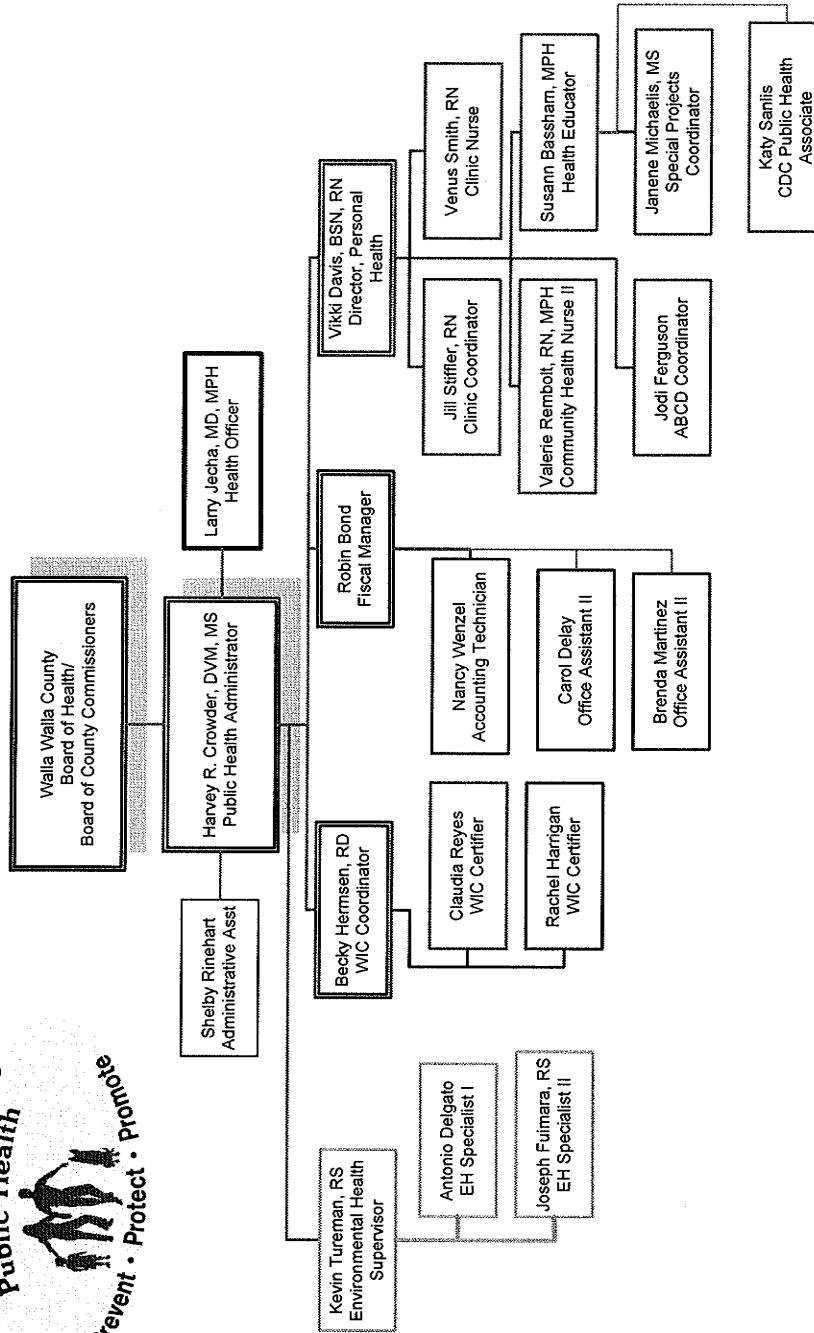 Public Health
Prevent · Protect · Promote
Walla Walla County
Board of Health/
Board of County Commissioners
Harvey R. Crowder, DVM, MS
Public Health Administrator
Larry Jecha, MD, MPH
Health Officer
Shelby Rinehart
Administrative Asst
Kevin Tureman, RS
Environmental Health
Supervisor
Antonio Delgato
EH Specialist I
Joseph Fuimara, RS
EH Specialist II
Becky Hermsen, RD
WIC Coordinator
Claudia Reyes
WIC Certifier
Rachel Harrigan
WIC Certifier
Robin Bond
Fiscal Manager
Nancy Wenzel
Accounting Technician
Carol Delay
Office Assistant II
Brenda Martinez
Office Assistant II
Vikki Davis, BSN, RN
Director, Personal
Health
Jill Stiffler, RN
Clinic Coordinator
Venus Smith, RN
Clinic Nurse
Valerie Rembolt, RN, MPH
Community Health Nurse II
Susann Bassham, MPH
Health Educator
Jodi Ferguson
ABCD Coordinator
Janene Michaelis, MS
Special Projects
Coordinator
Katy Sanlis
CDC Public Health
Associate